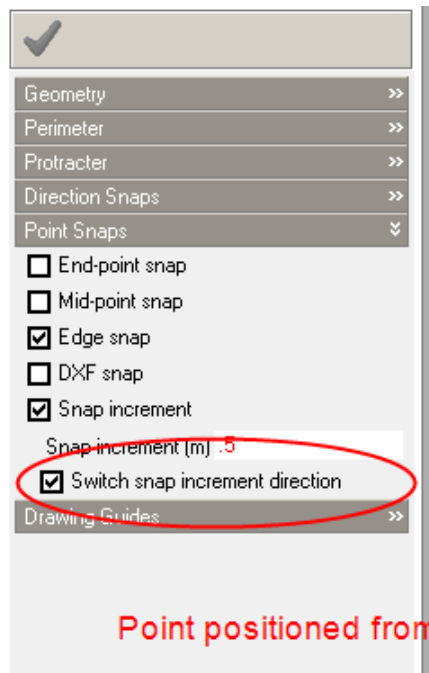 Geometry
Perimeter
Protracter
Direction Snaps
Point Snaps
End-point snap
Mid-point snap
Edge snap
DXF snap
Snap increment
Snap increment (m) .5
Switch snap increment direction
Drawing Guides
Point positioned from